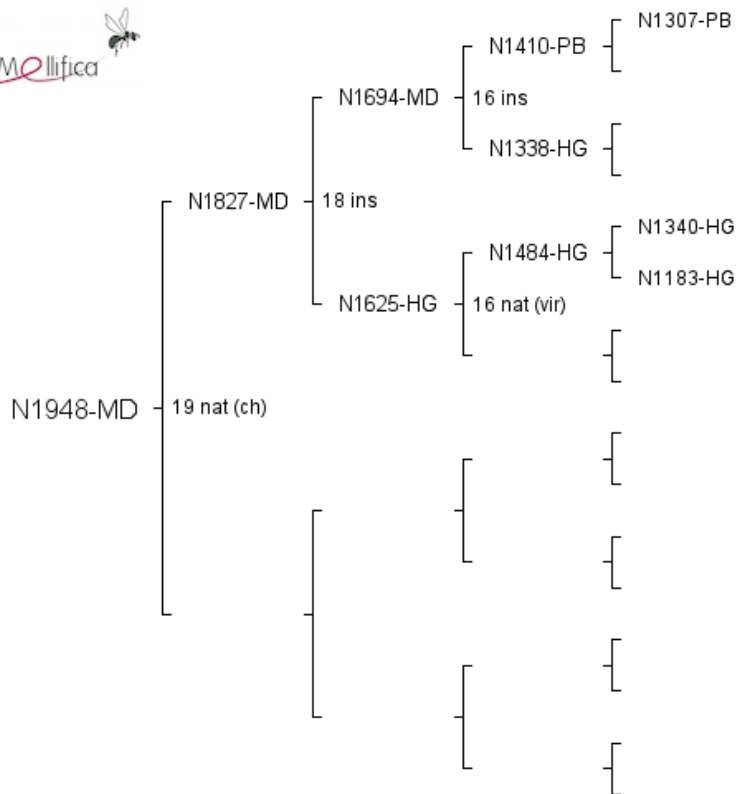 Mellifica
N1307-PB
N1410-PB
N1694-MD
16 ins
N1338-HG
N1827-MD
18 ins
N1340-HG
N1484-HG
N1183-HG
N1625-HG
16 nat (vir)
N1948-MD
19 nat (ch)